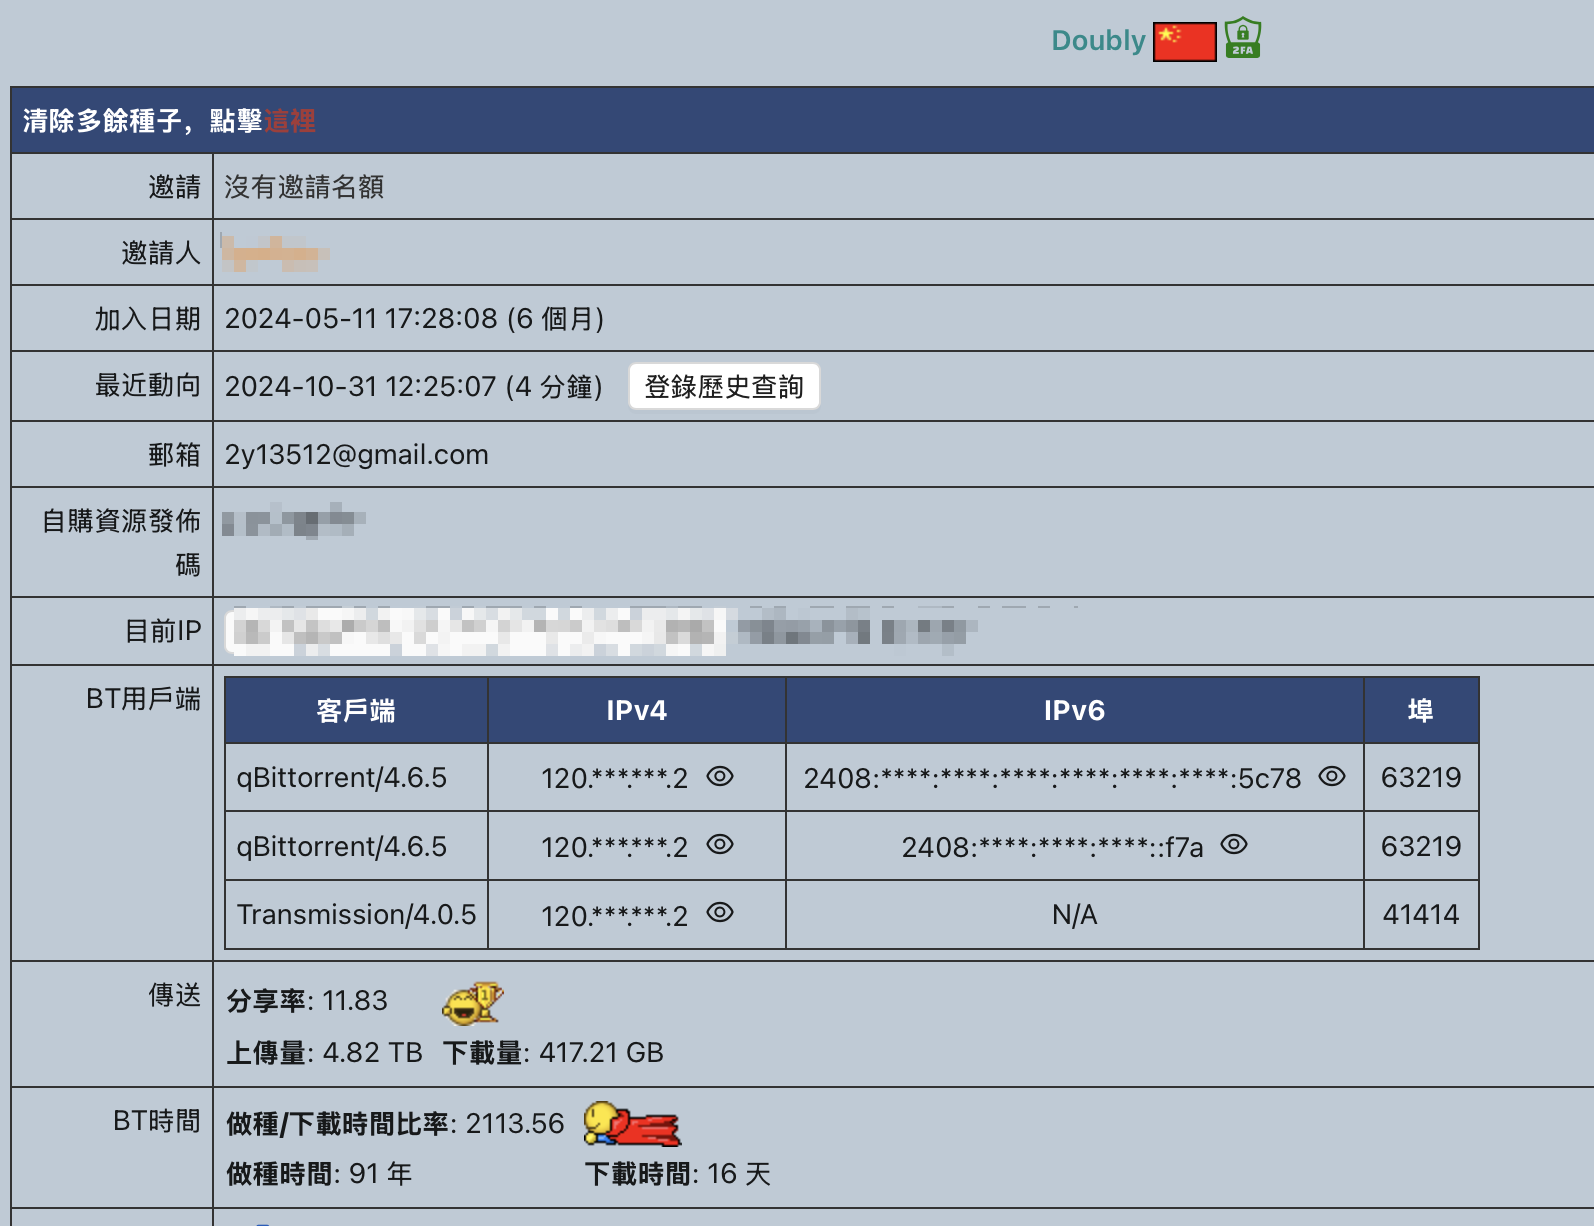 Doubly 2FA
清除多餘種子，點擊這裡
邀請 沒有邀請名額
邀請人
加入日期 2024-05-11 17:28:08 (6 個月)
最近動向 2024-10-31 12:25:07 (4 分鐘) 登錄歷史查詢
郵箱 2y13512@gmail.com
自購資源發佈
碼
目前IP
BT用戶端 客戶端 IPv4 IPv6 埠
qBittorrent/4.6.5 120.***.***.2 2408:****:****:****:****:****:****:5c78 63219
qBittorrent/4.6.5 120.***.***.2 2408:****:****:****::f7a 63219
Transmission/4.0.5 120.***.***.2 N/A 41414
傳送 分享率: 11.83
上傳量: 4.82 TB 下載量: 417.21 GB
BT時間 做種/下載時間比率: 2113.56
做種時間: 91 年 下載時間: 16 天